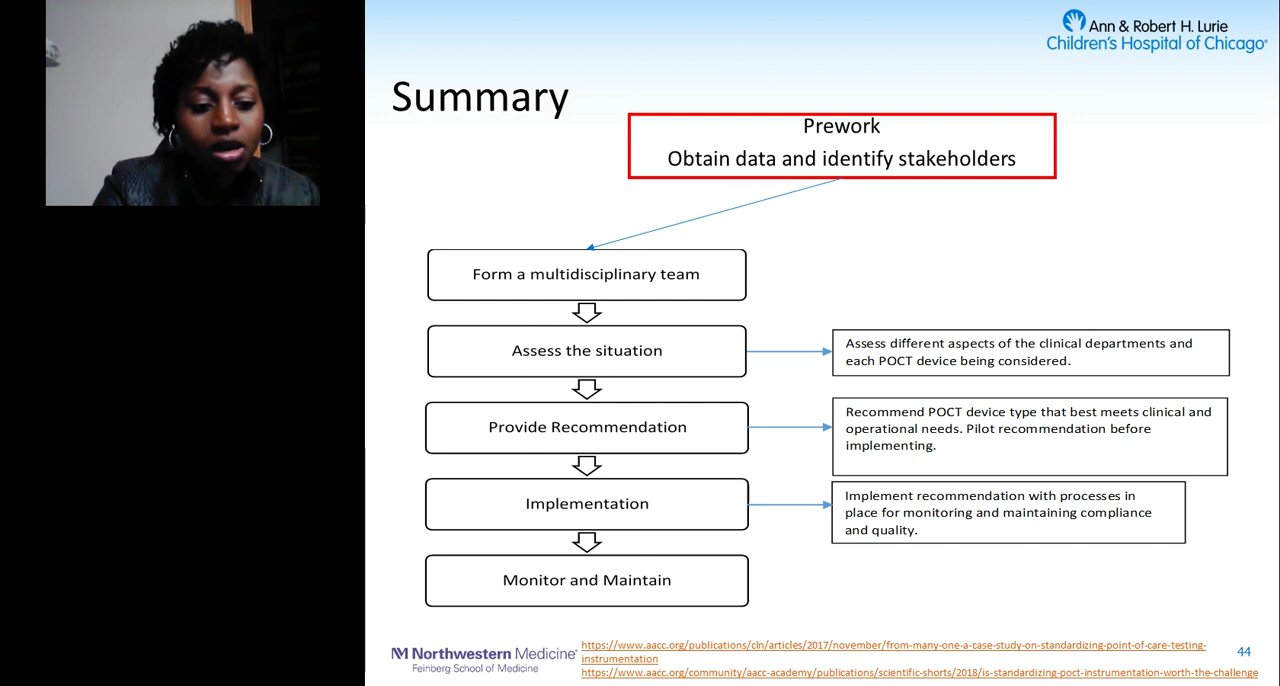 Ann & Robert H. Lurie
Children's Hospital of Chicago®
Summary
Prework
Obtain data and identify stakeholders
Form a multidisciplinary team
Assess the situation
Assess different aspects of the clinical departments and
each POCT device being considered.
Provide Recommendation
Recommend POCT device type that best meets clinical and
operational needs. Pilot recommendation before
implementing.
Implementation
Implement recommendation with processes in
place for monitoring and maintaining compliance
and quality.
Monitor and Maintain
M Northwestern Medicine®
Feinberg School of Medicine
https://www.aacc.org/publications/cln/articles/2017/november/from-many-one-a-case-study-on-standardizing-point-of-care-testing-
instrumentation
https://www.aacc.org/community/aacc-academy/publications/scientific-shorts/2018/is-standardizing-poct-instrumentation-worth-the-challenge
44